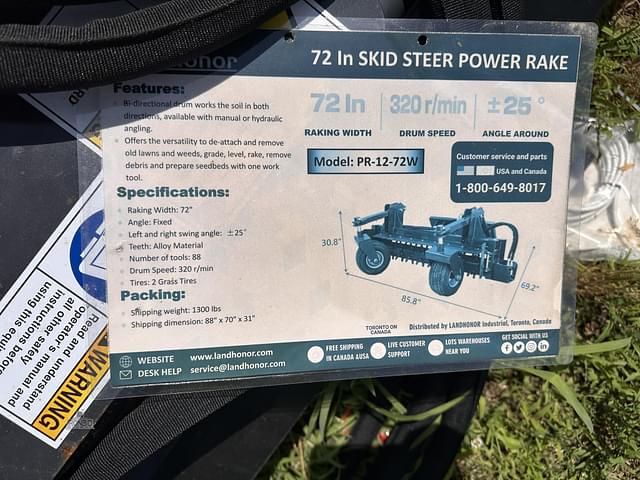 dhonor
72 In SKID STEER POWER RAKE
Features:
• Bi-directional drum works the soil in both
directions, available with manual or hydraulic
angling.
• Offers the versatility to de-attach and remove
old lawns and weeds, grade, level, rake, remove
debris and prepare seedbeds with one work
tool.
72 In
RAKING WIDTH
320 r/min
DRUM SPEED
±25 °
ANGLE AROUND
Model: PR-12-72W
Customer service and parts
USA and Canada
1-800-649-8017
Specifications:
• Raking Width: 72"
• Angle: Fixed
• Left and right swing angle: ±25°
• Teeth: Alloy Material
• Number of tools: 88
• Drum Speed: 320 r/min
• Tires: 2 Grass Tires
Packing:
• Shipping weight: 1300 lbs
• Shipping dimension: 88" x 70" x 31"
30.8"
85.8"
69.2"
TORONTO ON
CANADA
Distributed by LANDHONOR Industrial, Toronto, Canada
WEBSITE www.landhonor.com
DESK HELP service@landhonor.com
FREE SHIPPING
IN CANADA &USA
LIVE CUSTOMER
SUPPORT
LOTS WAREHOUSES
NEAR YOU
GET SOCIAL WITH US
WARNING
Read and understand
operator's manual and
all other safety
instructions before
using this equi